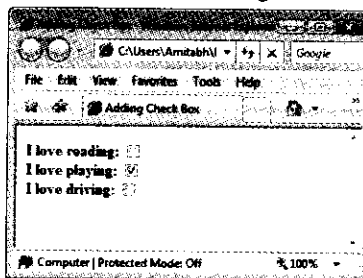 C:\Users\Amitabh\I
Google
File Edit View Favorites Tools Help
Adding Check Box
I love reading:
I love playing:
I love driving:
Computer | Protected Mode: Off
100%